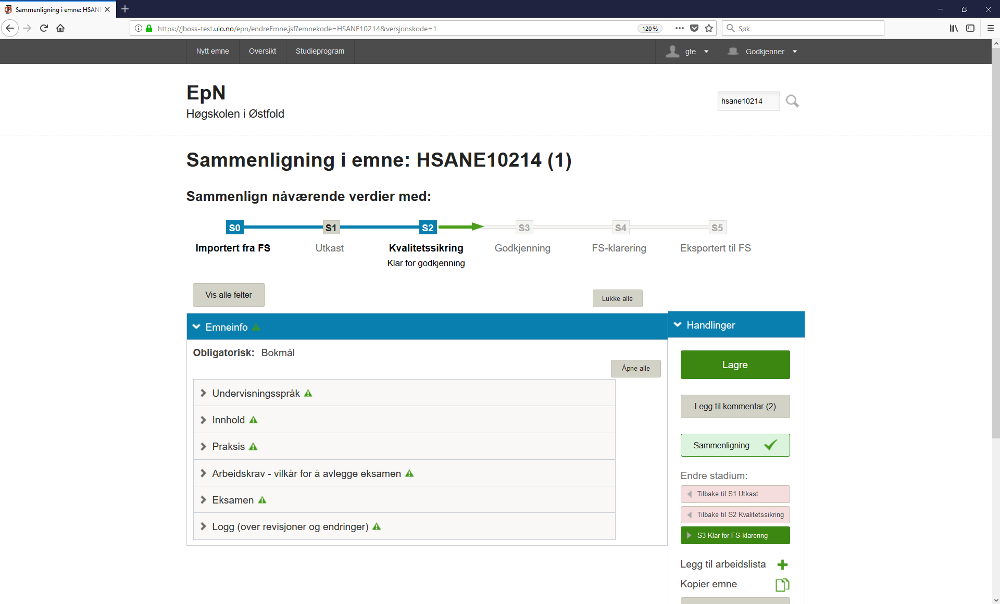 Sammenligning i emne: HSANE
https://jboss-test.uio.no/epn/endreEmne.jsf?emnekode=HSANE10214&versjonskode=1
120 %
Søk
Nytt emne
Oversikt
Studieprogram
gte
Godkjenner
EpN
Høgskolen i Østfold
hsane10214
Sammenligning i emne: HSANE10214 (1)
Sammenlign nåværende verdier med:
S0
S1
S2
S3
S4
S5
Importert fra FS
Utkast
Kvalitetssikring
Godkjenning
FS-klarering
Eksportert til FS
Klar for godkjenning
Vis alle felter
Lukke alle
Emneinfo
Obligatorisk: Bokmål
Åpne alle
Undervisningsspråk
Innhold
Praksis
Arbeidskrav - vilkår for å avlegge eksamen
Eksamen
Logg (over revisjoner og endringer)
Handlinger
Lagre
Legg til kommentar (2)
Sammenligning
Endre stadium:
Tilbake til S1 Utkast
Tilbake til S2 Kvalitetssikring
S3 Klar for FS-klarering
Legg til arbeidslista
Kopier emne